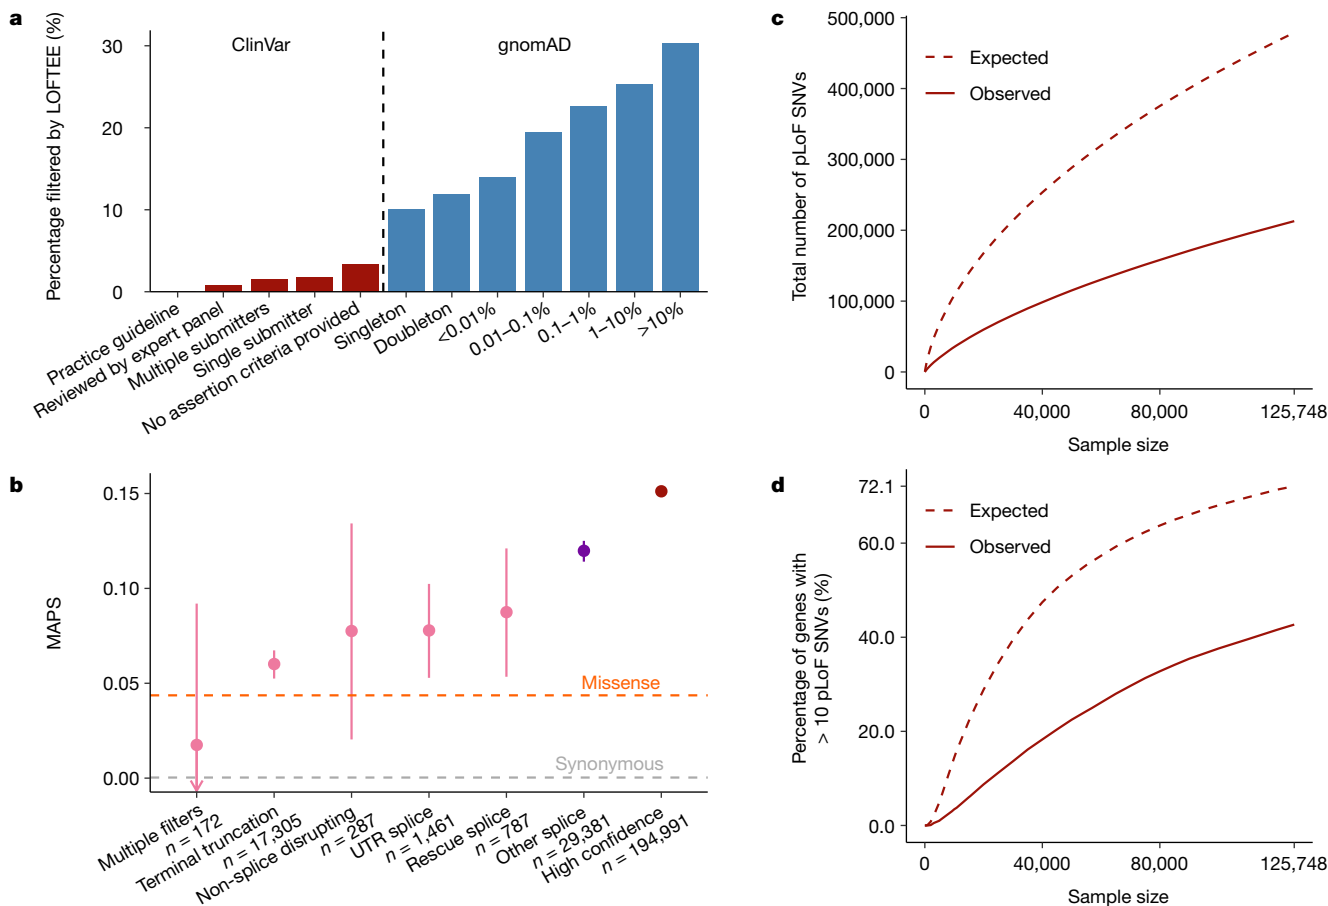 a
Percentage filtered by LOFTEE (%)
30
20
10
0
ClinVar
gnomAD
Practice guideline
Reviewed by expert panel
Multiple submitters
Single submitter
No assertion criteria provided
Singleton
Doubleton
<0.01%
0.01–0.1%
0.1–1%
1–10%
>10%
b
MAPS
0.15
0.10
0.05
0.00
Missense
Synonymous
Multiple filters
n = 172
Terminal truncation
n = 17,305
Non-splice disrupting
n = 287
UTR splice
n = 1,461
Rescue splice
n = 787
Other splice
n = 29,381
High confidence
n = 194,991
c
Total number of pLoF SNVs
500,000
400,000
300,000
200,000
100,000
0
Expected
Observed
0
40,000
80,000
125,748
Sample size
d
Percentage of genes with
> 10 pLoF SNVs (%)
72.1
60.0
40.0
20.0
0.0
Expected
Observed
0
40,000
80,000
125,748
Sample size